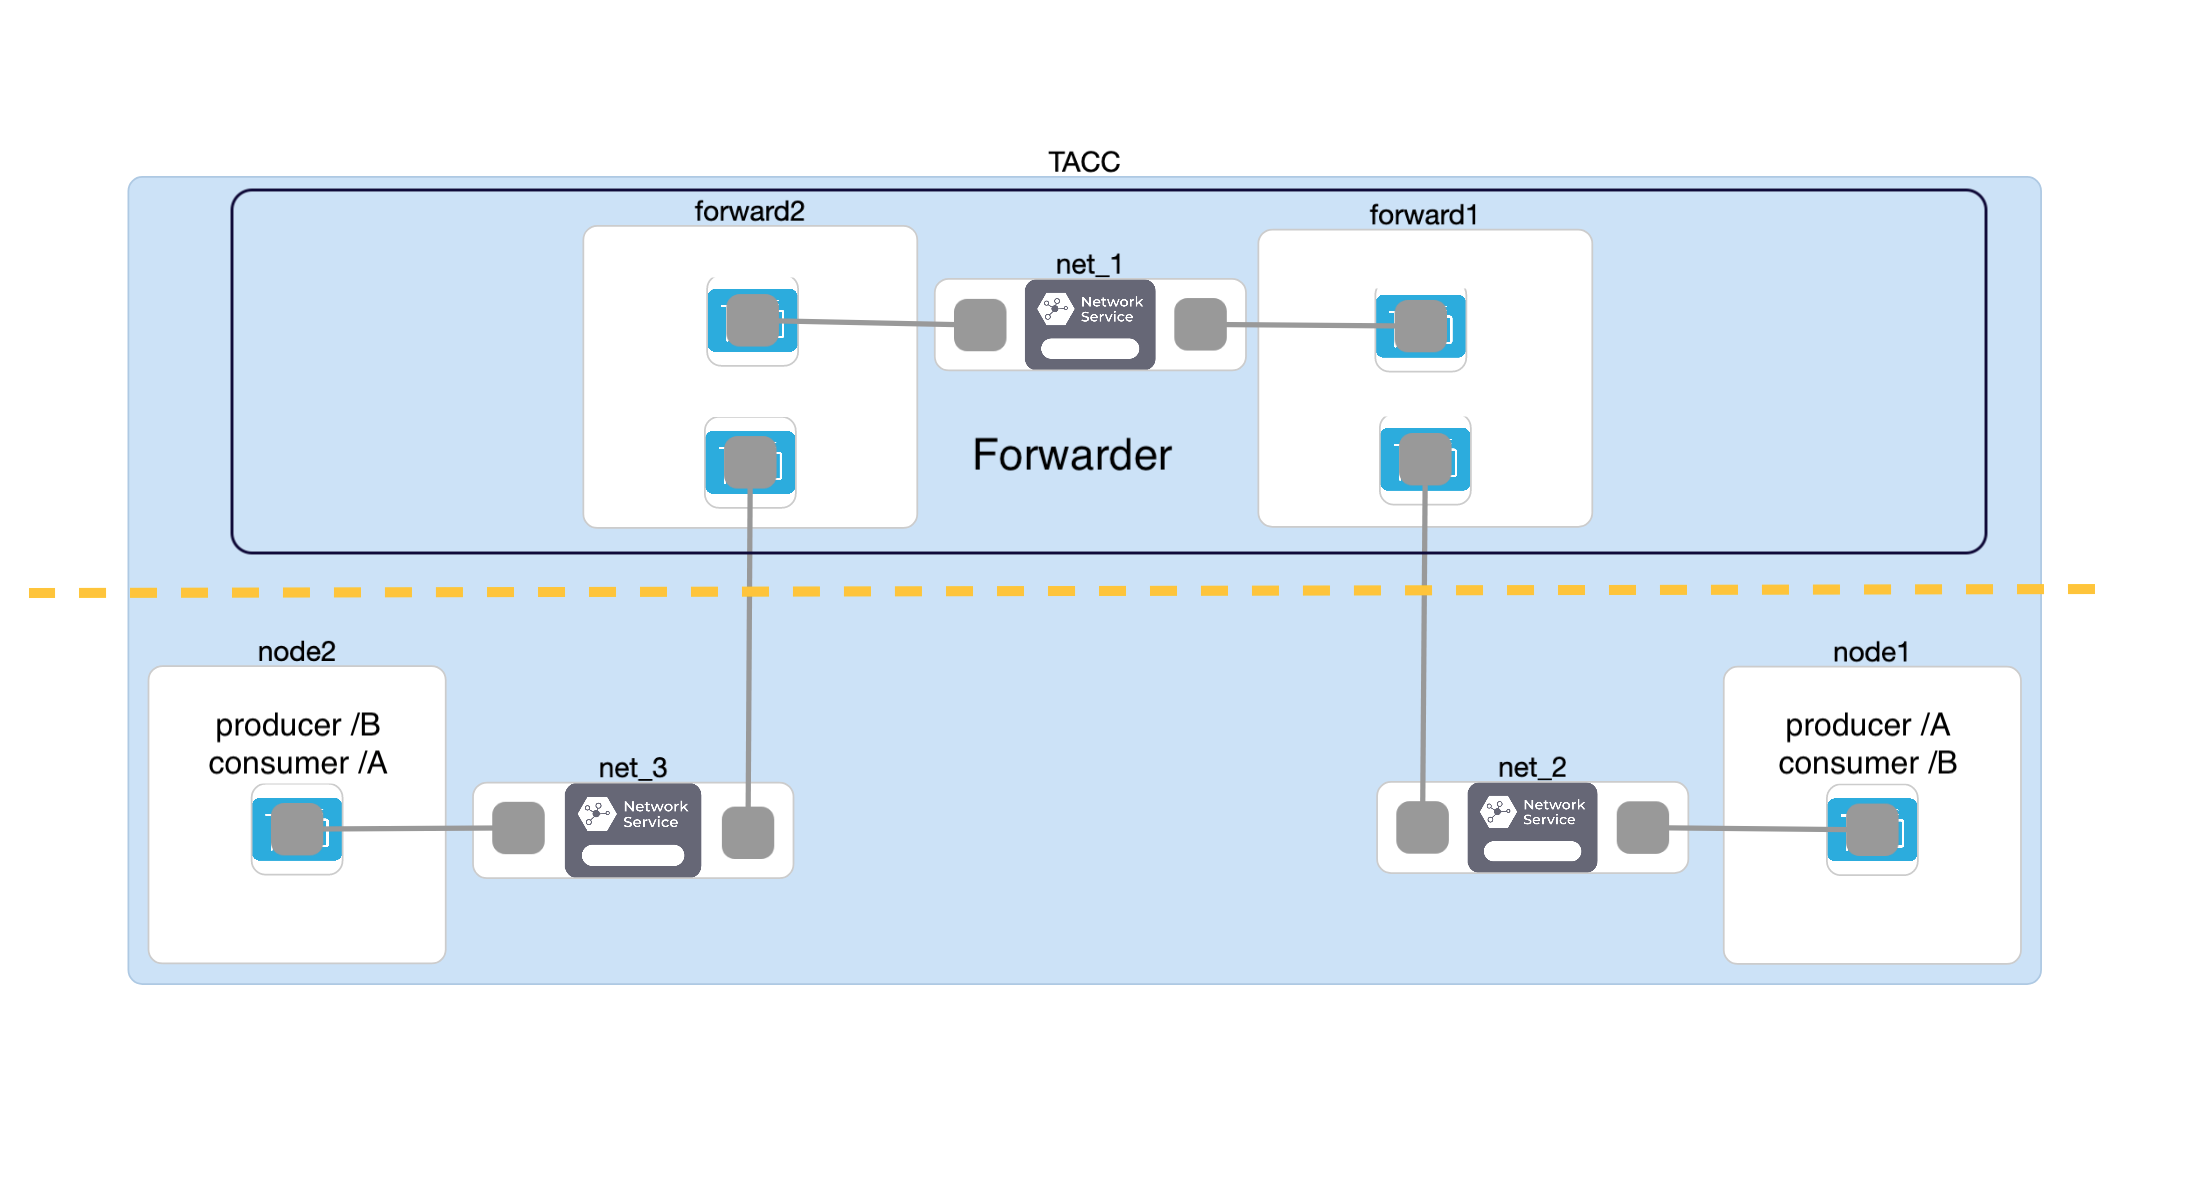 TACC
forward2
forward1
net_1
Network
Service
Forwarder
node2
node1
producer /B
consumer /A
producer /A
consumer /B
net_3
net_2
Network
Service
Network
Service